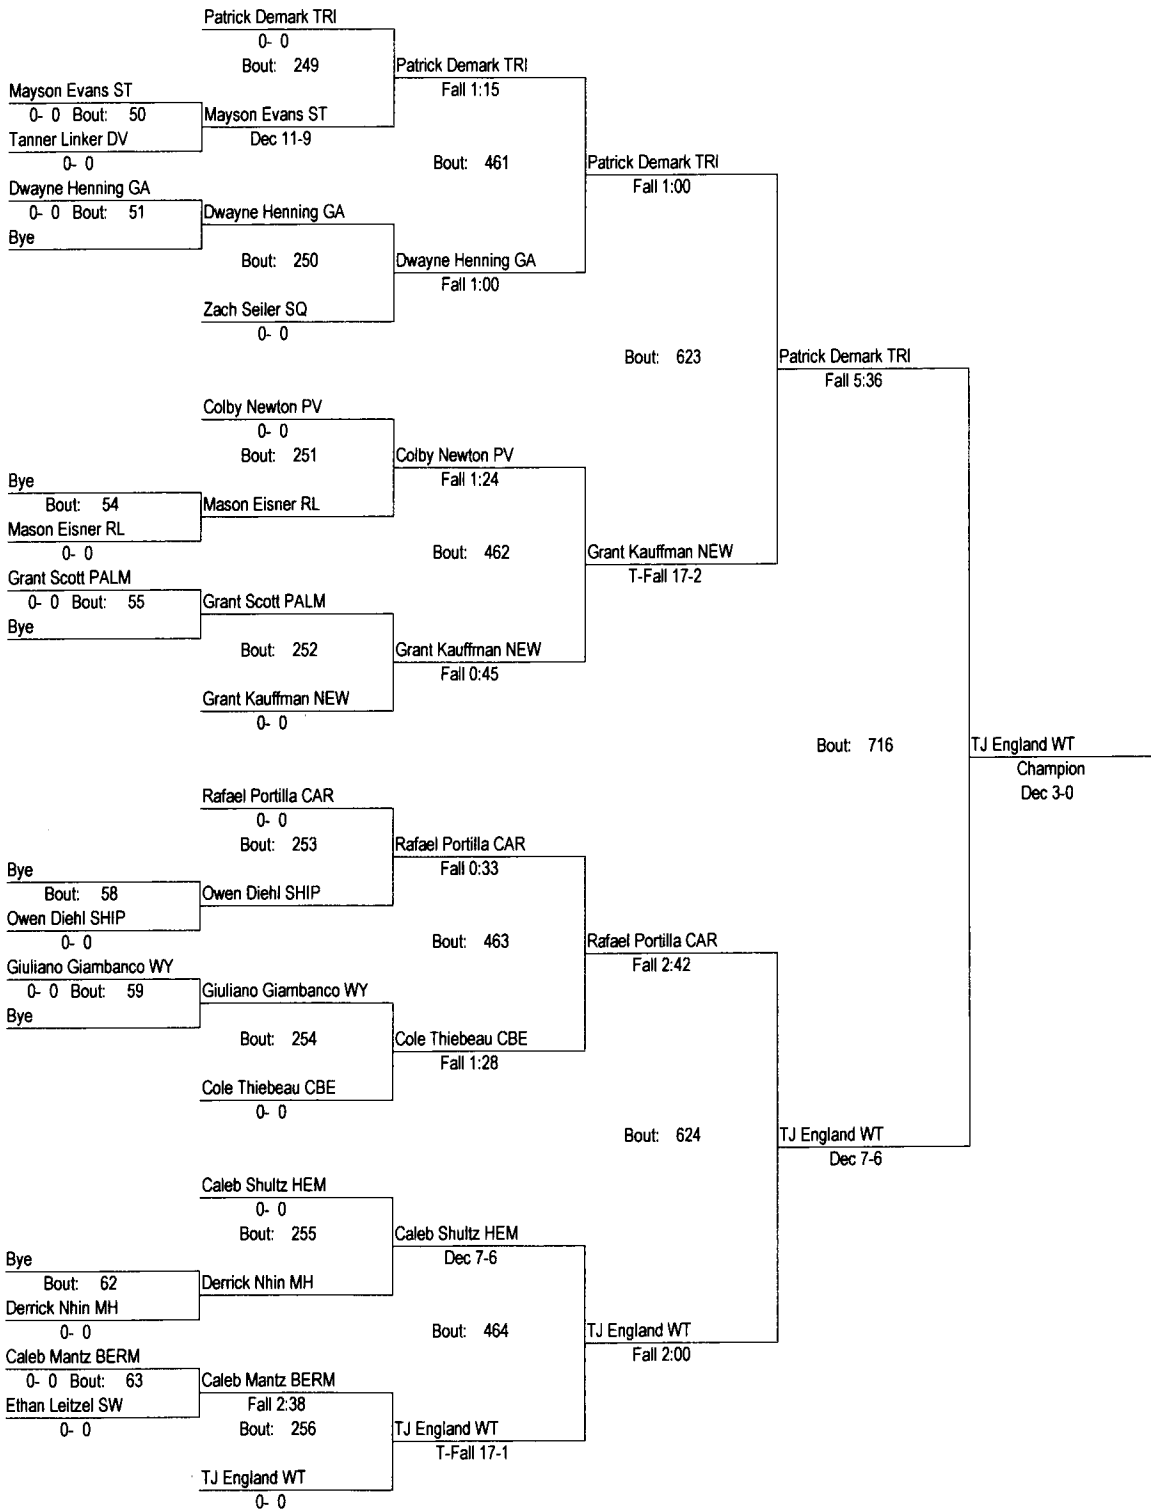 Patrick Demark TRI
0- 0
Bout: 249
Patrick Demark TRI
Fall 1:15
Mayson Evans ST
0- 0 Bout: 50
Mayson Evans ST
Tanner Linker DV
Dec 11-9
0- 0
Bout: 461
Patrick Demark TRI
Fall 1:00
Dwayne Henning GA
0- 0 Bout: 51
Dwayne Henning GA
Bye
Bout: 250
Dwayne Henning GA
Fall 1:00
Zach Seiler SQ
0- 0
Bout: 623
Patrick Demark TRI
Fall 5:36
Colby Newton PV
0- 0
Bout: 251
Colby Newton PV
Fall 1:24
Bye
Bout: 54
Mason Eisner RL
Mason Eisner RL
0- 0
Bout: 462
Grant Kauffman NEW
T-Fall 17-2
Grant Scott PALM
0- 0 Bout: 55
Grant Scott PALM
Bye
Bout: 252
Grant Kauffman NEW
Fall 0:45
Grant Kauffman NEW
0- 0
Bout: 716
TJ England WT
Champion
Dec 3-0
Rafael Portilla CAR
0- 0
Bout: 253
Rafael Portilla CAR
Fall 0:33
Bye
Bout: 58
Owen Diehl SHIP
Owen Diehl SHIP
0- 0
Bout: 463
Rafael Portilla CAR
Fall 2:42
Giuliano Giambanco WY
0- 0 Bout: 59
Giuliano Giambanco WY
Bye
Bout: 254
Cole Thiebeau CBE
Fall 1:28
Cole Thiebeau CBE
0- 0
Bout: 624
TJ England WT
Dec 7-6
Caleb Shultz HEM
0- 0
Bout: 255
Caleb Shultz HEM
Dec 7-6
Bye
Bout: 62
Derrick Nhin MH
Derrick Nhin MH
0- 0
Bout: 464
TJ England WT
Fall 2:00
Caleb Mantz BERM
0- 0 Bout: 63
Caleb Mantz BERM
Ethan Leitzel SW
Fall 2:38
0- 0
Bout: 256
TJ England WT
T-Fall 17-1
TJ England WT
0- 0